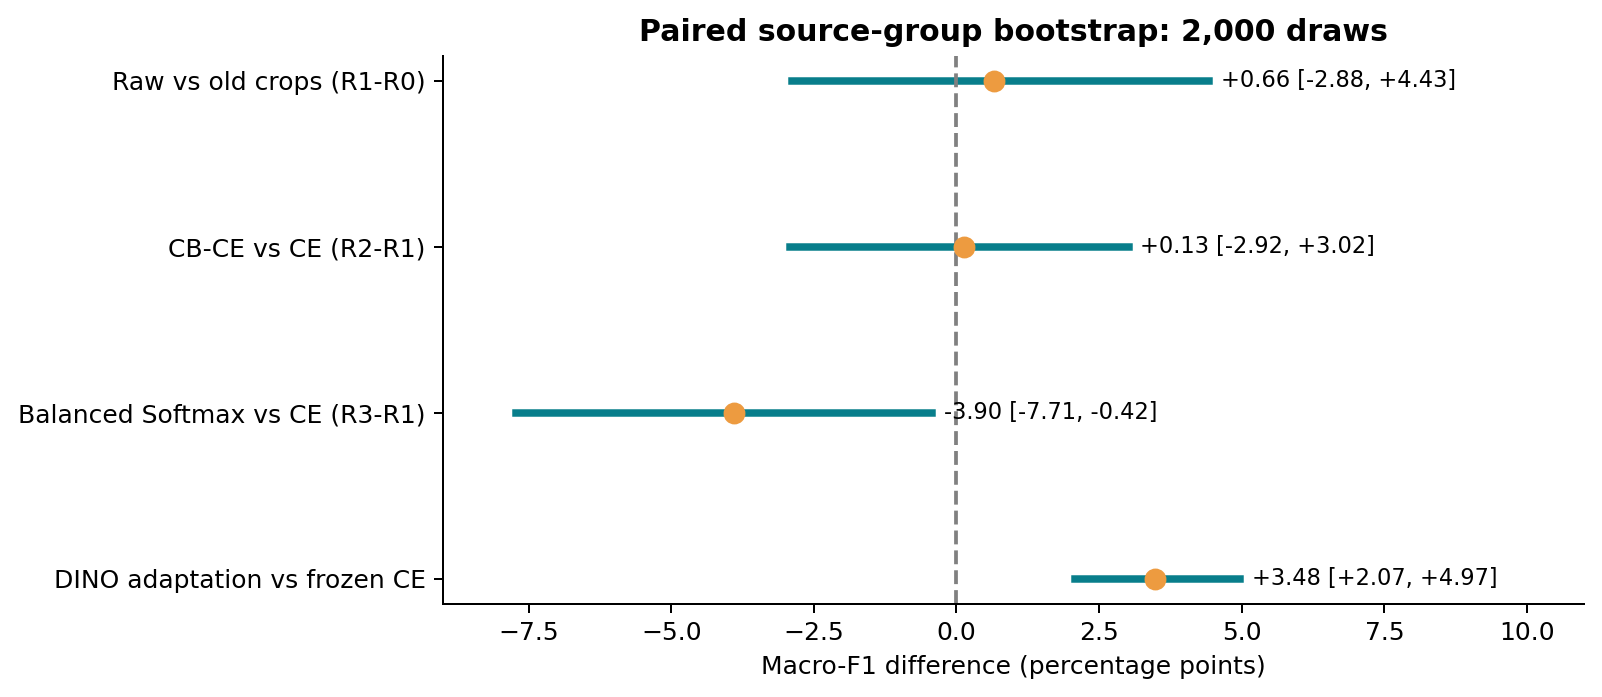 Paired source-group bootstrap: 2,000 draws
Raw vs old crops (R1-R0)
+0.66 [-2.88, +4.43]
CB-CE vs CE (R2-R1)
+0.13 [-2.92, +3.02]
Balanced Softmax vs CE (R3-R1)
-3.90 [-7.71, -0.42]
DINO adaptation vs frozen CE
+3.48 [+2.07, +4.97]
−7.5 −5.0 −2.5 0.0 2.5 5.0 7.5 10.0
Macro-F1 difference (percentage points)